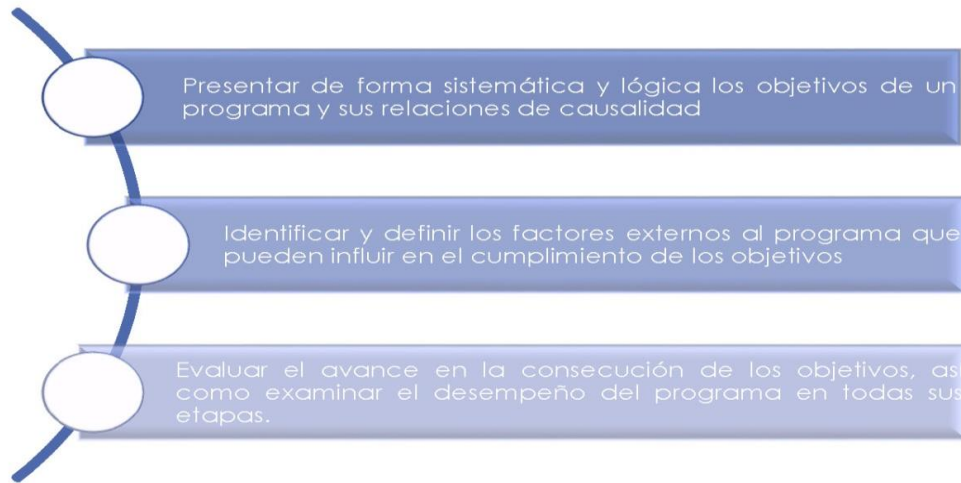 Presentar de forma sistemática y lógica los objetivos de un
programa y sus relaciones de causalidad
Identificar y definir los factores externos al programa que
pueden influir en el cumplimiento de los objetivos
Evaluar el avance en la consecución de los objetivos, así
como examinar el desempeño del programa en todas sus
etapas.